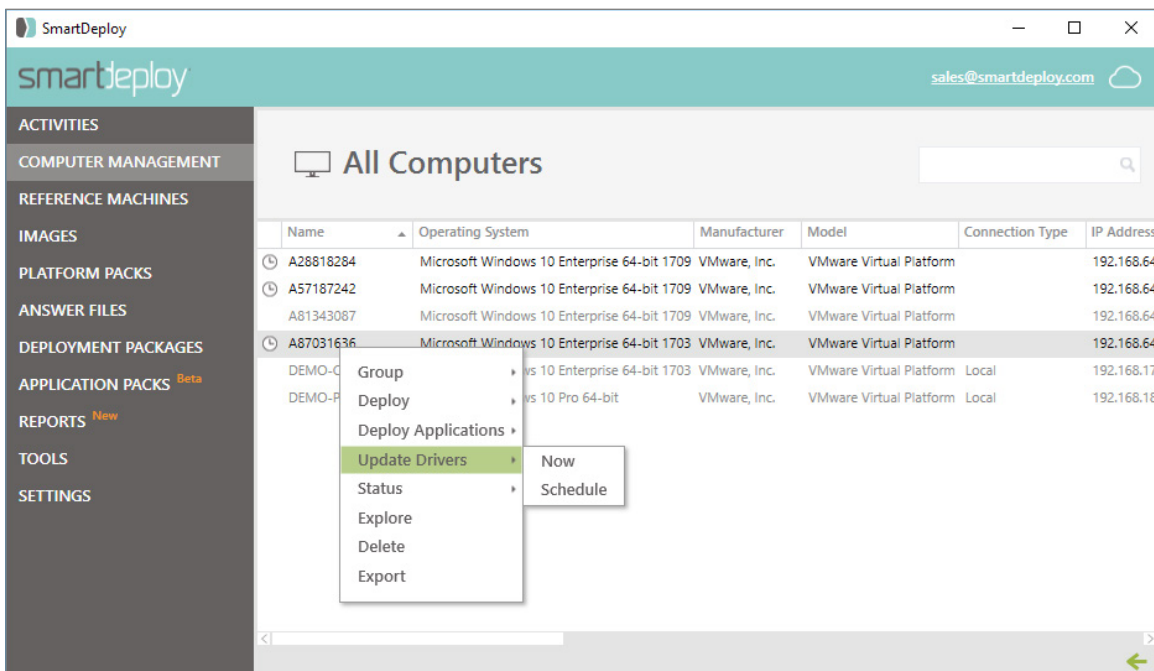 SmartDeploy
smartdeploy
sales@smartdeploy.com
ACTIVITIES
COMPUTER MANAGEMENT
REFERENCE MACHINES
IMAGES
PLATFORM PACKS
ANSWER FILES
DEPLOYMENT PACKAGES
APPLICATION PACKS Beta
REPORTS New
TOOLS
SETTINGS
All Computers
Name Operating System Manufacturer Model Connection Type IP Address
A28818284 Microsoft Windows 10 Enterprise 64-bit 1709 VMware, Inc. VMware Virtual Platform 192.168.64
A57187242 Microsoft Windows 10 Enterprise 64-bit 1709 VMware, Inc. VMware Virtual Platform 192.168.64
A81343087 Microsoft Windows 10 Enterprise 64-bit 1709 VMware, Inc. VMware Virtual Platform 192.168.64
A87031636 Microsoft Windows 10 Enterprise 64-bit 1703 VMware, Inc. VMware Virtual Platform 192.168.64
DEMO- 10 Enterprise 64-bit 1703 VMware, Inc. VMware Virtual Platform Local 192.168.17
DEMO-P 10 Pro 64-bit VMware, Inc. VMware Virtual Platform Local 192.168.18
Group
Deploy
Deploy Applications
Update Drivers
Status
Explore
Delete
Export
Now
Schedule